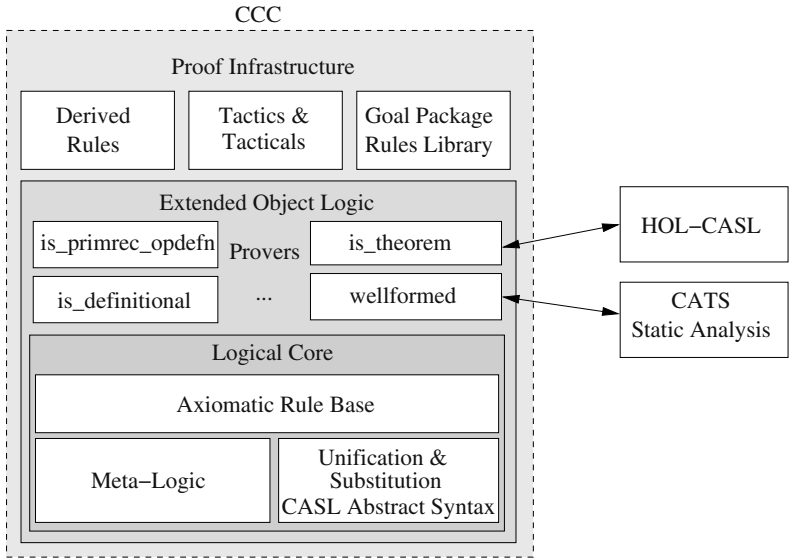 CCC
Proof Infrastructure
Derived
Rules
Tactics &
Tacticals
Goal Package
Rules Library
Extended Object Logic
is_primrec_opdefn
Provers
is_theorem
is_definitional
...
wellformed
HOL−CASL
CATS
Static Analysis
Logical Core
Axiomatic Rule Base
Meta−Logic
Unification &
Substitution
CASL Abstract Syntax